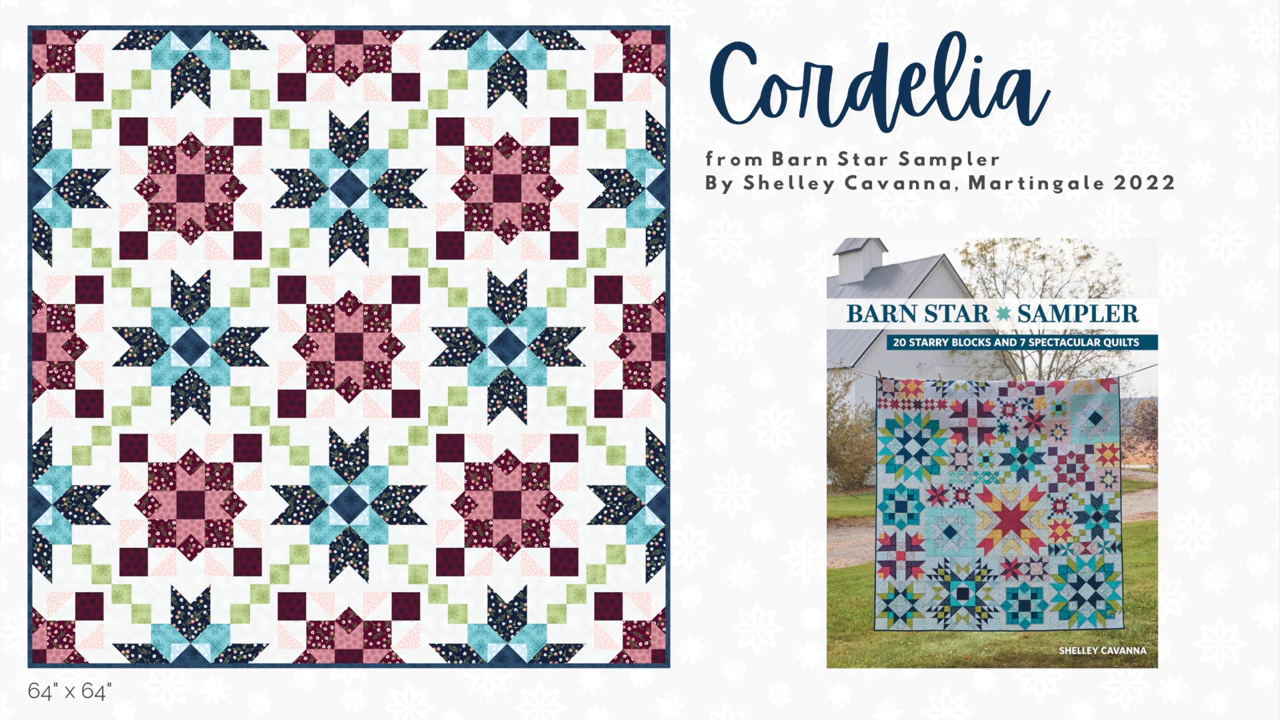 Cordelia
from Barn Star Sampler
By Shelley Cavanna, Martingale 2022
BARN STAR SAMPLER
20 STARRY BLOCKS AND 7 SPECTACULAR QUILTS
SHELLEY CAVANNA
64" x 64"